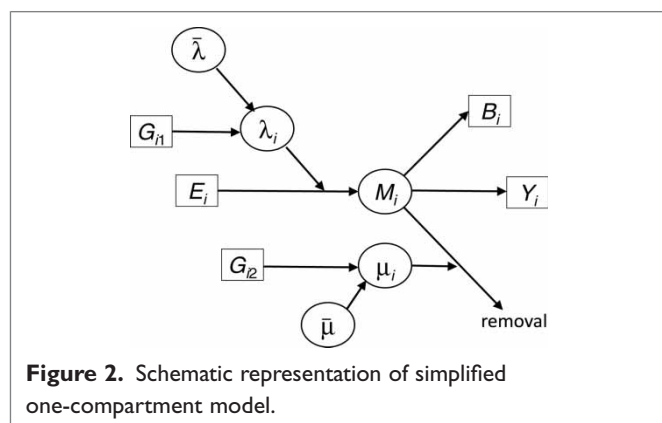 λ̄
G_i1
λ_i
B_i
E_i
M_i
Y_i
G_i2
μ_i
μ̄
removal
Figure 2. Schematic representation of simplified
one-compartment model.